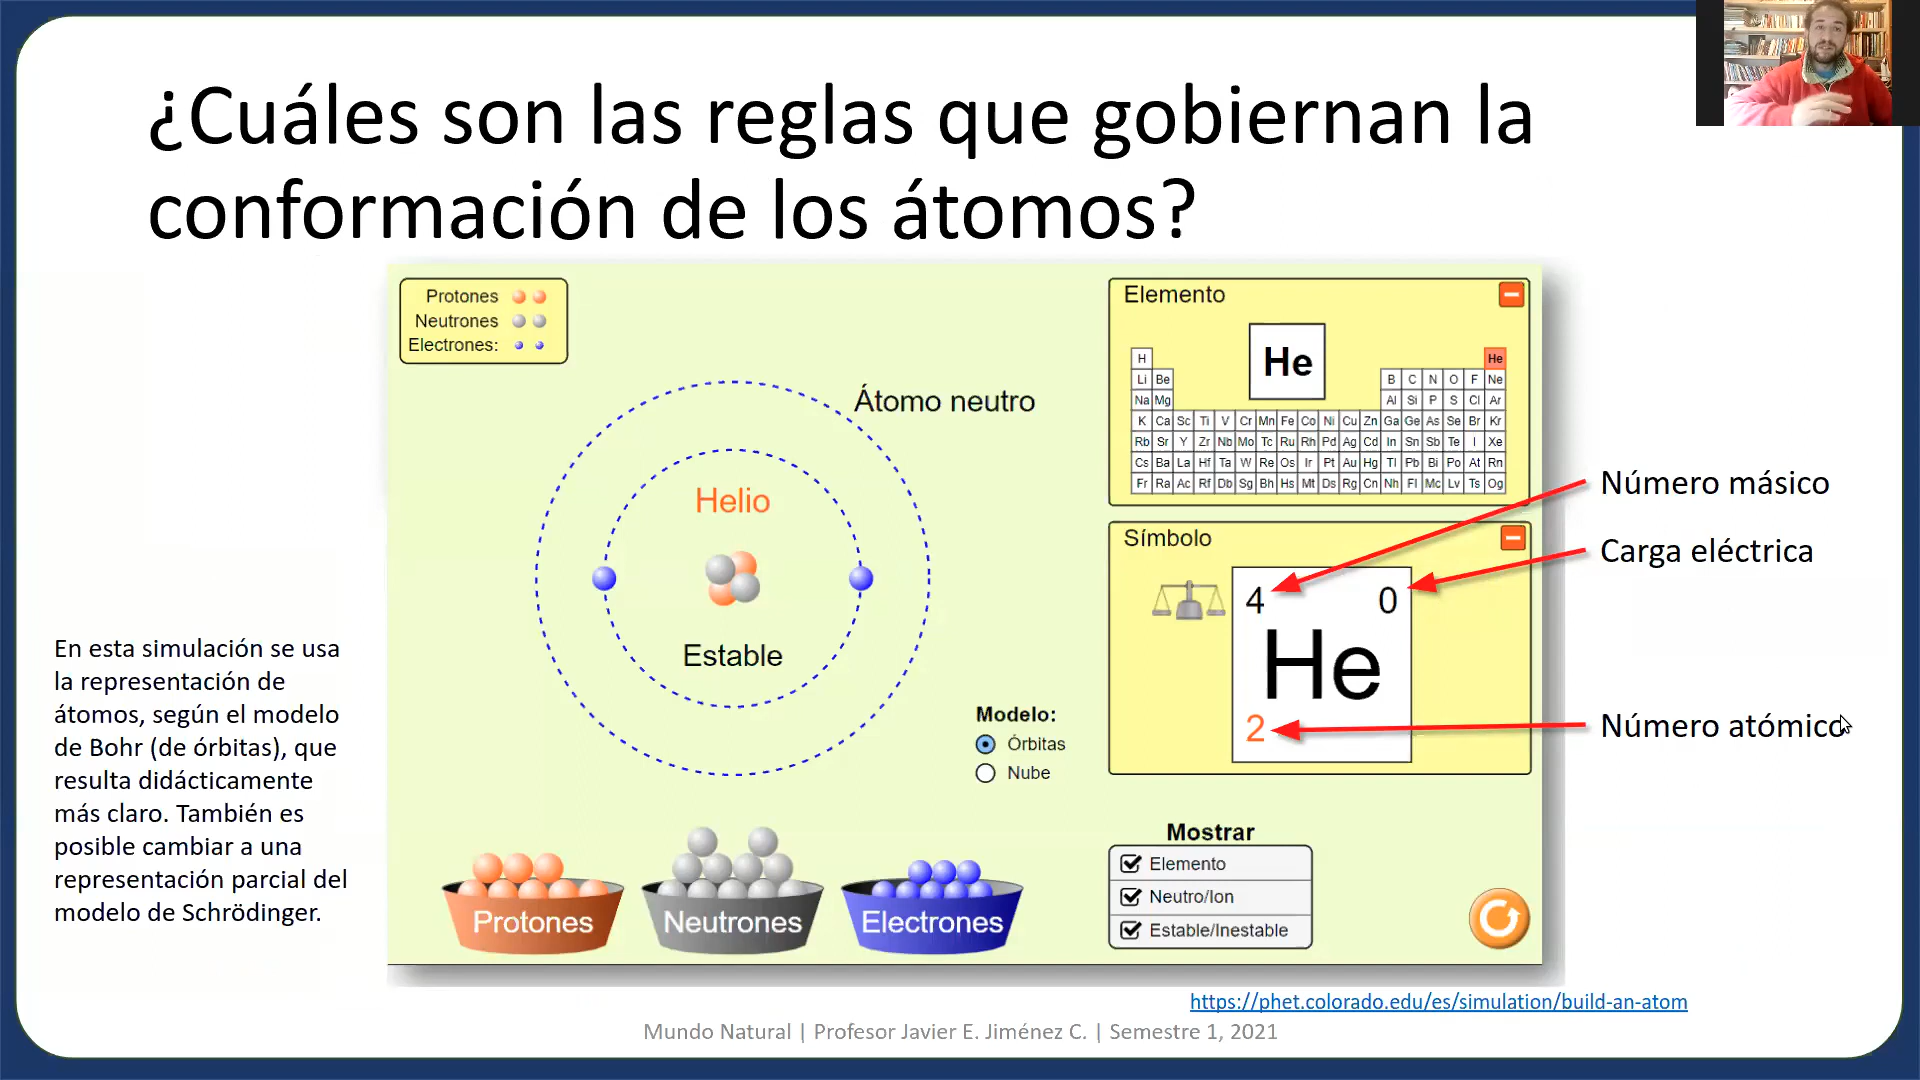 ¿Cuáles son las reglas que gobiernan la
conformación de los átomos?
Protones
Neutrones
Electrones:
Átomo neutro
Helio
Estable
Modelo:
Órbitas
Nube
Protones
Neutrones
Electrones
Elemento
He
H He
Li Be B C N O F Ne
Na Mg Al Si P S Cl Ar
K Ca Sc Ti V Cr Mn Fe Co Ni Cu Zn Ga Ge As Se Br Kr
Rb Sr Y Zr Nb Mo Tc Ru Rh Pd Ag Cd In Sn Sb Te I Xe
Cs Ba La Hf Ta W Re Os Ir Pt Au Hg Tl Pb Bi Po At Rn
Fr Ra Ac Rf Db Sg Bh Hs Mt Ds Rg Cn Nh Fl Mc Lv Ts Og
Símbolo
4 0
He
2
Número másico
Carga eléctrica
Número atómico
Mostrar
Elemento
Neutro/Ion
Estable/Inestable
En esta simulación se usa
la representación de
átomos, según el modelo
de Bohr (de órbitas), que
resulta didácticamente
más claro. También es
posible cambiar a una
representación parcial del
modelo de Schrödinger.
https://phet.colorado.edu/es/simulation/build-an-atom
Mundo Natural | Profesor Javier E. Jiménez C. | Semestre 1, 2021